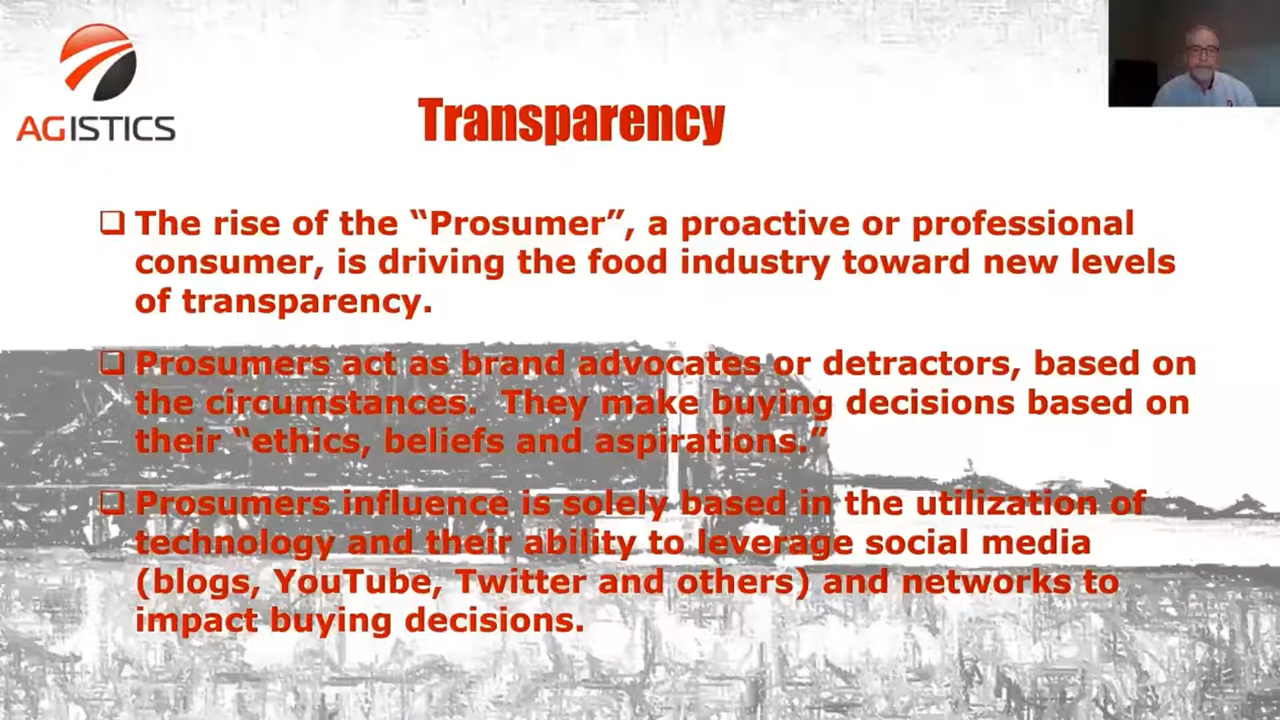 AGISTICS
Transparency
❑ The rise of the “Prosumer”, a proactive or professional
consumer, is driving the food industry toward new levels
of transparency.
❑ Prosumers act as brand advocates or detractors, based on
the circumstances.  They make buying decisions based on
their “ethics, beliefs and aspirations.”
❑ Prosumers influence is solely based in the utilization of
technology and their ability to leverage social media
(blogs, YouTube, Twitter and others) and networks to
impact buying decisions.